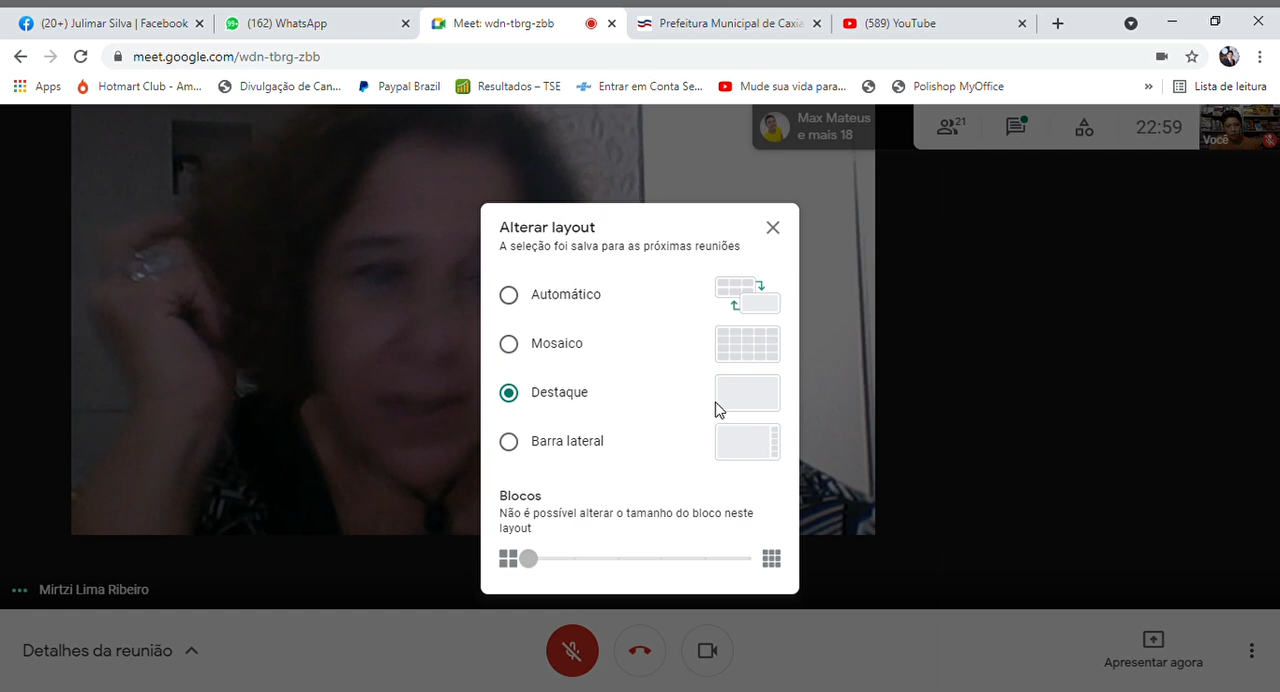 (20+) Julimar Silva | Facebook
(162) WhatsApp
Meet: wdn-tbrg-zbb
Prefeitura Municipal de Caxia
(589) YouTube
meet.google.com/wdn-tbrg-zbb
Apps
Hotmart Club - Am...
Divulgação de Can...
Paypal Brazil
Resultados – TSE
Entrar em Conta Se...
Mude sua vida para...
Polishop MyOffice
»
Lista de leitura
Max Mateus
e mais 18
21
22:59
Você
Alterar layout
A seleção foi salva para as próximas reuniões
Automático
Mosaico
Destaque
Barra lateral
Blocos
Não é possível alterar o tamanho do bloco neste
layout
Mirtzi Lima Ribeiro
Detalhes da reunião
Apresentar agora